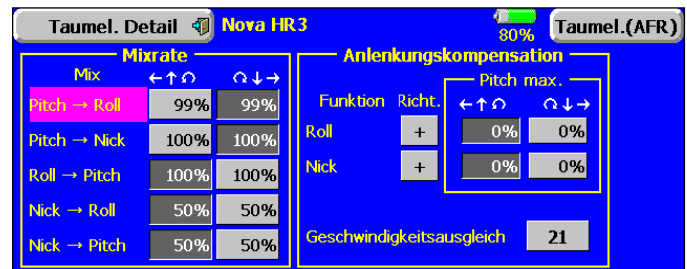 Taumel. Detail Nova HR3 80% Taumel.(AFR)
Mixrate
Mix ←↑↷ ↶↓→
Pitch → Roll 99% 99%
Pitch → Nick 100% 100%
Roll → Pitch 100% 100%
Nick → Roll 50% 50%
Nick → Pitch 50% 50%
Anlenkungskompensation
Pitch max.
Funktion Richt. ←↑↷ ↶↓→
Roll + 0% 0%
Nick + 0% 0%
Geschwindigkeitsausgleich 21